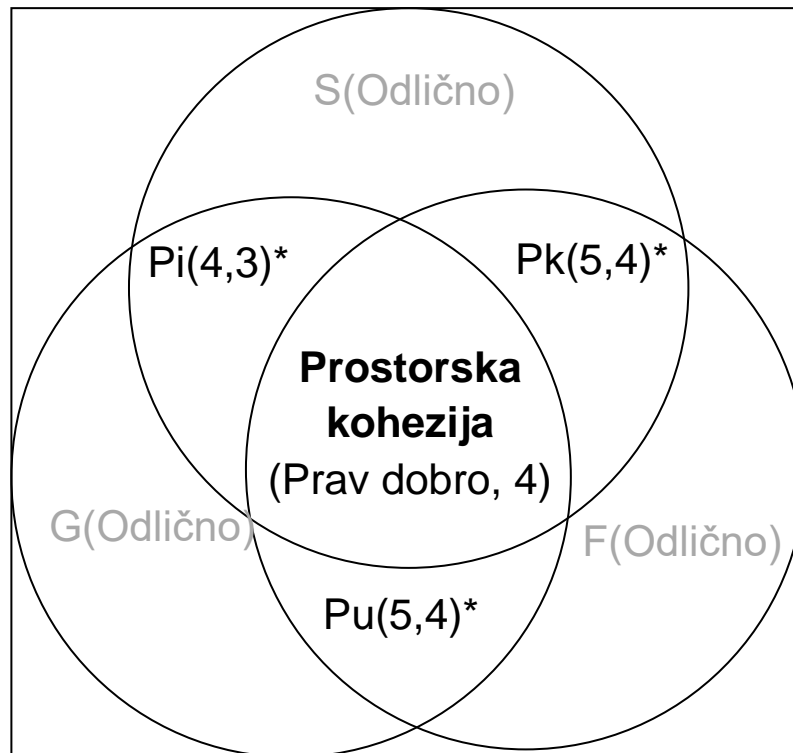 S(Odlično)
Pi(4,3)*
Pk(5,4)*
Prostorska
kohezija
(Prav dobro, 4)
G(Odlično)
F(Odlično)
Pu(5,4)*